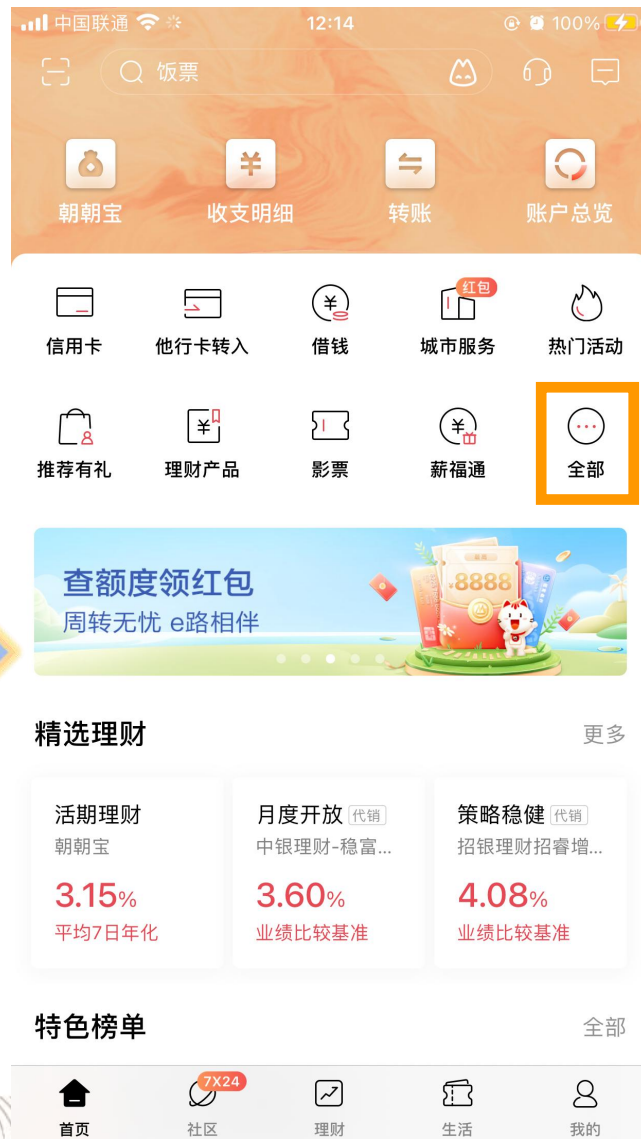 中国联通 12:14 100%
饭票
朝朝宝 收支明细 转账 账户总览
红包
信用卡 他行卡转入 借钱 城市服务 热门活动
推荐有礼 理财产品 影票 薪福通 全部
查额度领红包
周转无忧 e路相伴
8888
精选理财 更多
活期理财 月度开放 代销 策略稳健 代销
朝朝宝 中银理财-稳富... 招银理财招睿增...
3.15% 3.60% 4.08%
平均7日年化 业绩比较基准 业绩比较基准
特色榜单 全部
7X24
首页 社区 理财 生活 我的